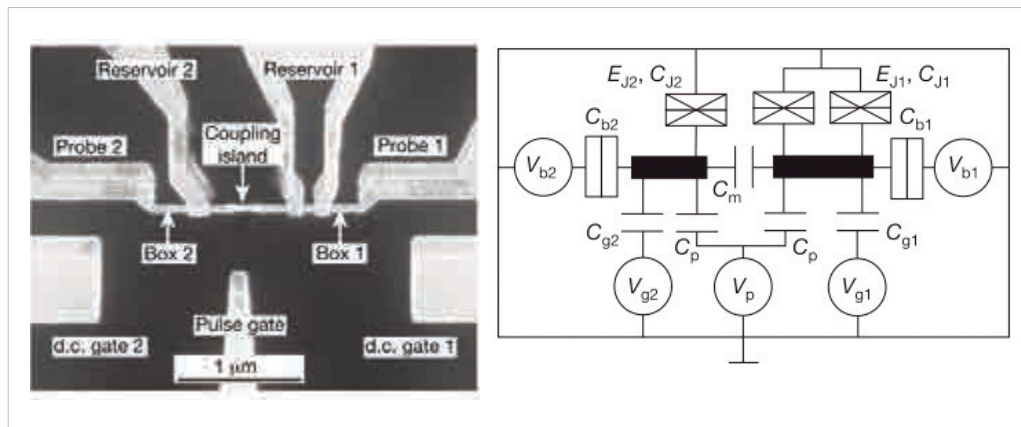 Reservoir 2
Reservoir 1
Coupling
island
Probe 2
Probe 1
Box 2
Box 1
Pulse gate
d.c. gate 2
d.c. gate 1
1 μm
E_J2, C_J2
E_J1, C_J1
C_b2
C_b1
V_b2
V_b1
C_m
C_g2
C_p
C_p
C_g1
V_g2
V_p
V_g1